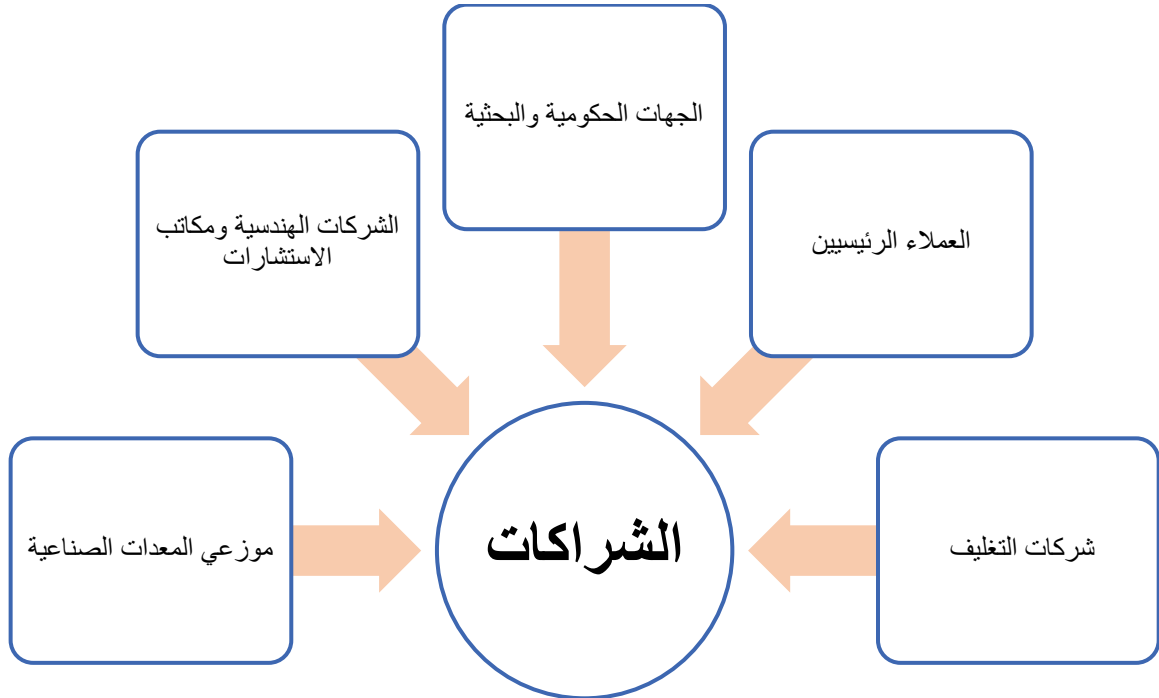 الجهات الحكومية والبحثية
العملاء الرئيسيين
الشركات الهندسية ومكاتب
الاستشارات
شركات التغليف
الشراكات
موزعي المعدات الصناعية